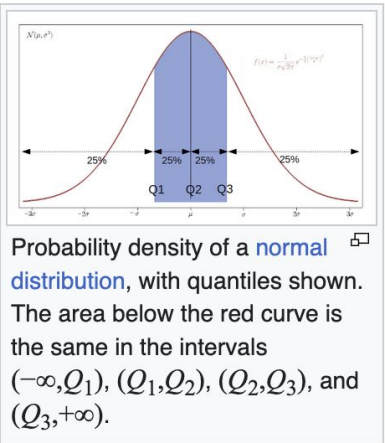 N(μ, σ²)
25% 25% 25% 25%
Q1 Q2 Q3
-3σ -2σ -σ μ σ 2σ 3σ
Probability density of a normal
distribution, with quantiles shown.
The area below the red curve is
the same in the intervals
(−∞,Q₁), (Q₁,Q₂), (Q₂,Q₃), and
(Q₃,+∞).